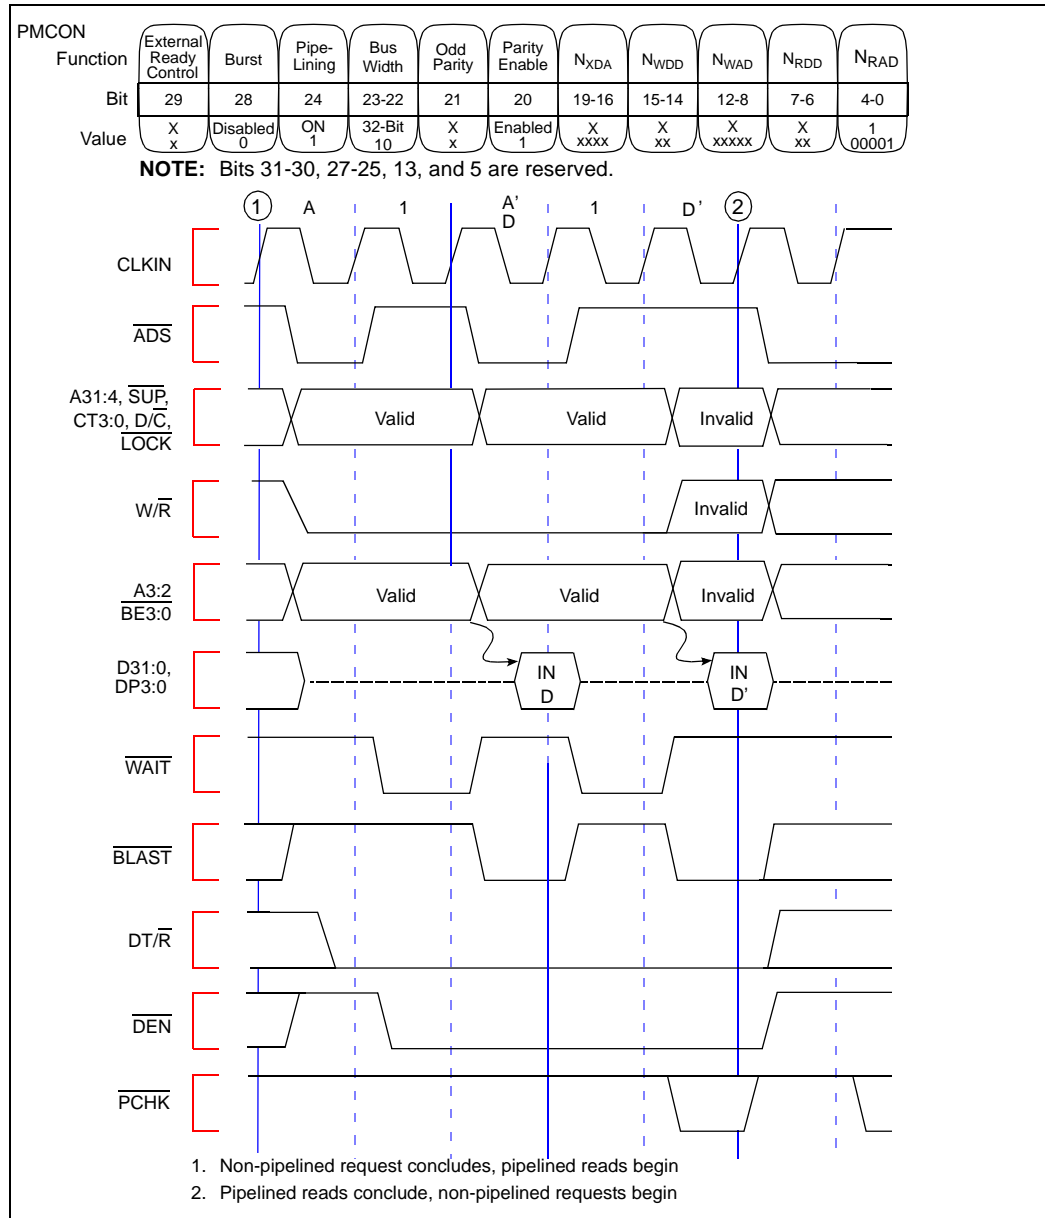 PMCON
Function External Ready Control Burst Pipe-Lining Bus Width Odd Parity Parity Enable NXDA NWDD NWAD NRDD NRAD
Bit 29 28 24 23-22 21 20 19-16 15-14 12-8 7-6 4-0
Value X x Disabled 0 ON 1 32-Bit 10 X x Enabled 1 X xxxx X xx X xxxxx X xx 1 00001
NOTE: Bits 31-30, 27-25, 13, and 5 are reserved.
1 A 1 A' D 1 D' 2
CLKIN
ADS
A31:4, SUP,
CT3:0, D/C,
LOCK
Valid Valid Invalid
W/R
Invalid
A3:2
BE3:0
Valid Valid Invalid
D31:0,
DP3:0
IN D IN D'
WAIT
BLAST
DT/R
DEN
PCHK
1. Non-pipelined request concludes, pipelined reads begin
2. Pipelined reads conclude, non-pipelined requests begin